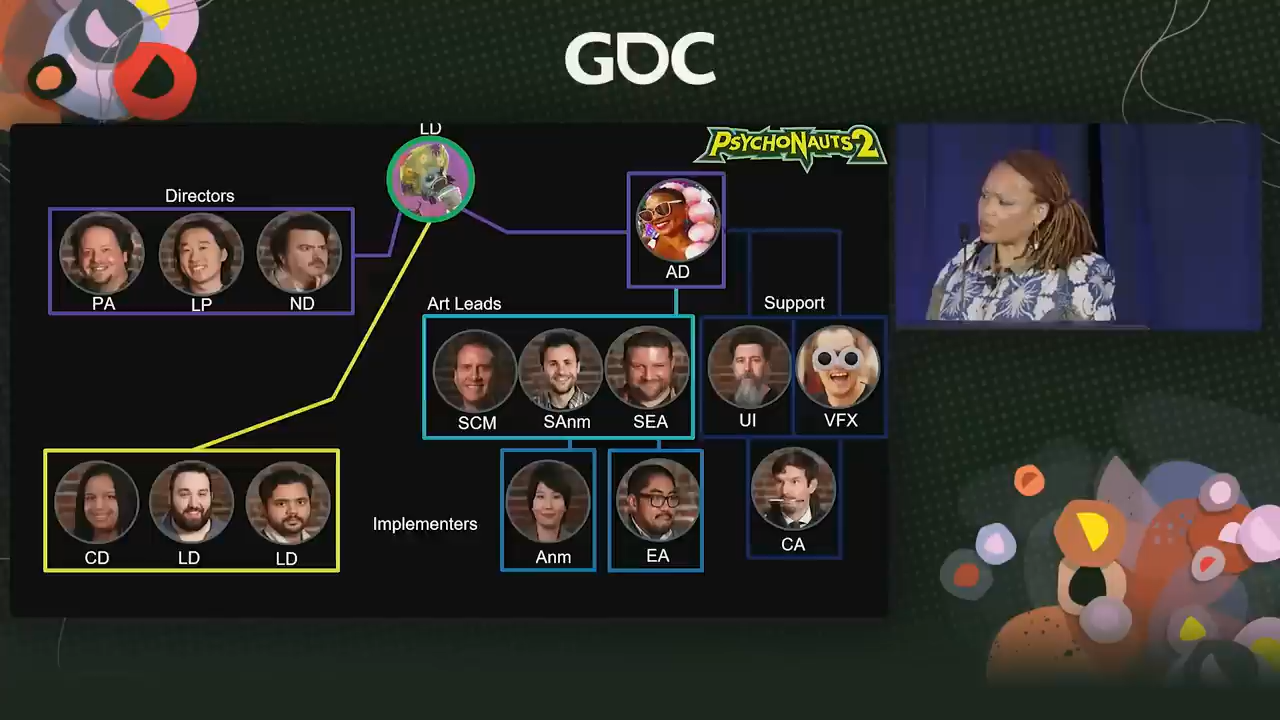 GDC
LD
PSYCHONAUTS 2
Directors
PA LP ND
AD
Art Leads
Support
SCM SAnm SEA UI VFX
Implementers
CD LD LD
Anm EA CA